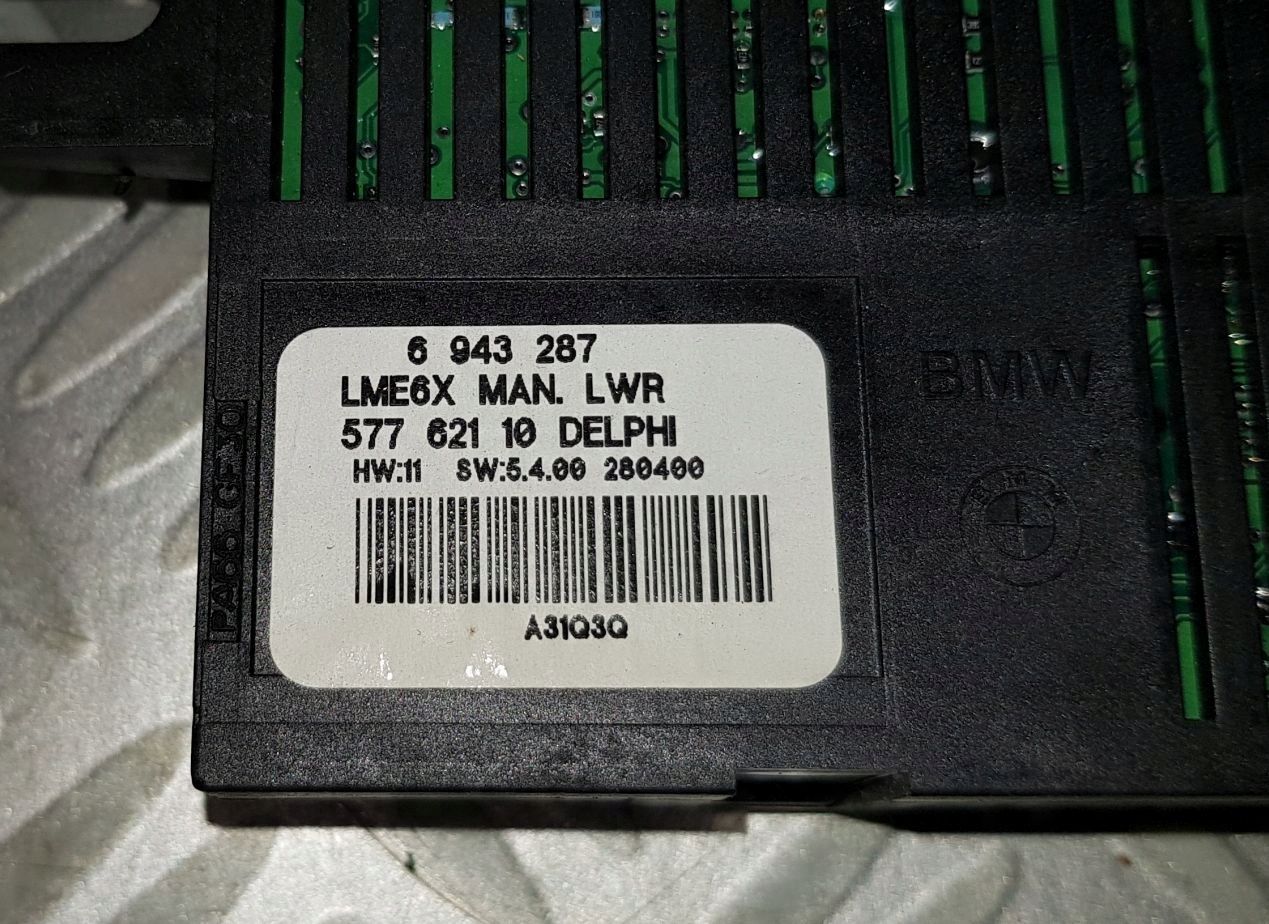 6 943 287
LME6X MAN. LWR
577 621 10 DELPHI
HW:11 SW:5.4.00 280400
A31Q3Q
BMW
BMW
PA66 GF30